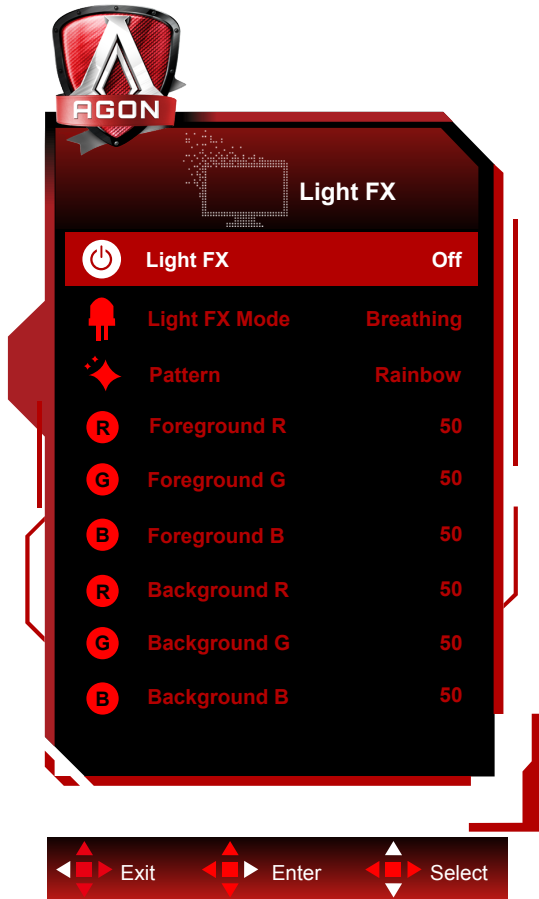 AGON
Light FX
Light FX Off
Light FX Mode Breathing
Pattern Rainbow
R Foreground R 50
G Foreground G 50
B Foreground B 50
R Background R 50
G Background G 50
B Background B 50
Exit Enter Select